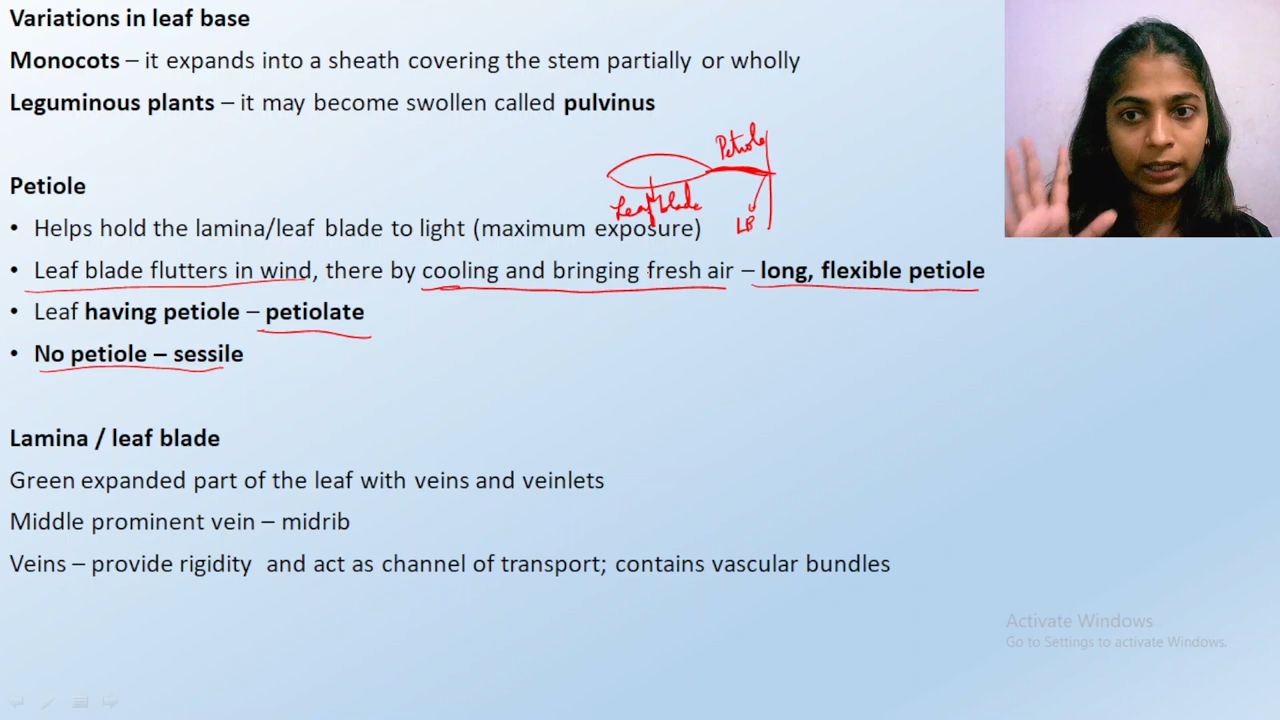 Variations in leaf base
Monocots – it expands into a sheath covering the stem partially or wholly
Leguminous plants – it may become swollen called pulvinus
Petiole
Petiole
Leaf blade
LB
• Helps hold the lamina/leaf blade to light (maximum exposure)
• Leaf blade flutters in wind, there by cooling and bringing fresh air – long, flexible petiole
• Leaf having petiole – petiolate
• No petiole – sessile
Lamina / leaf blade
Green expanded part of the leaf with veins and veinlets
Middle prominent vein – midrib
Veins – provide rigidity and act as channel of transport; contains vascular bundles
Activate Windows
Go to Settings to activate Windows.